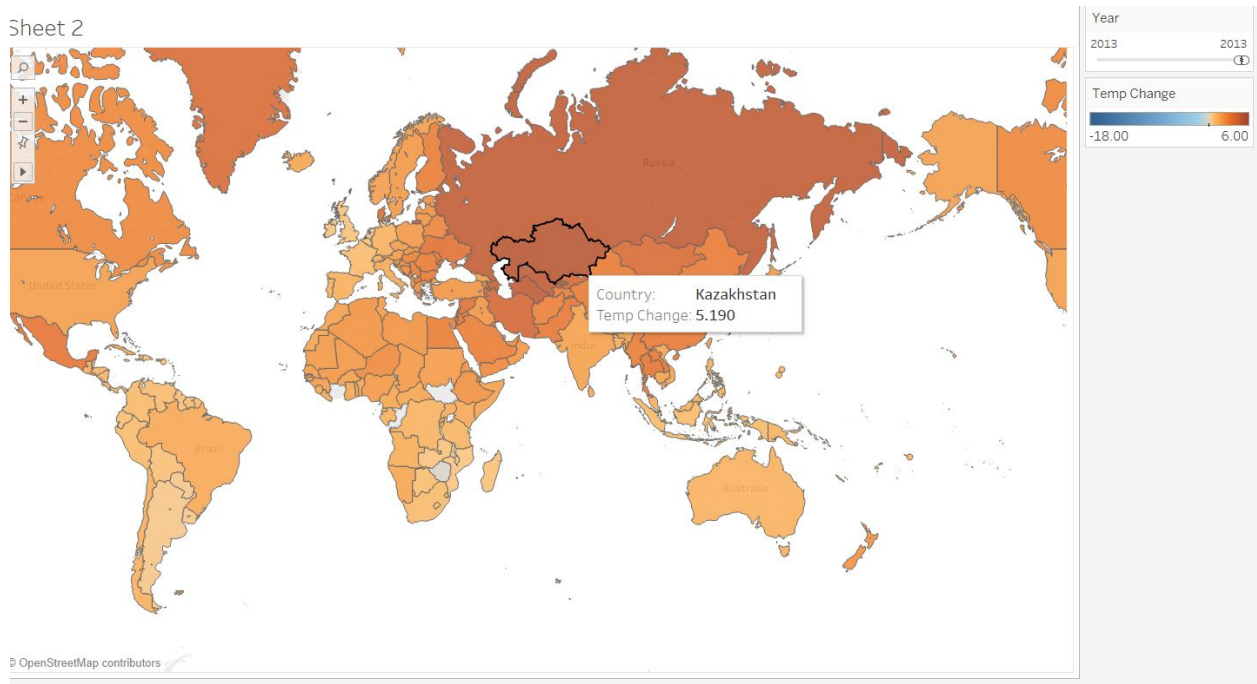 Sheet 2
Year
2013 2013
Temp Change
-18.00 6.00
Russia
Canada
United States
Country: Kazakhstan
Temp Change: 5.190
India
Brazil
Australia
© OpenStreetMap contributors